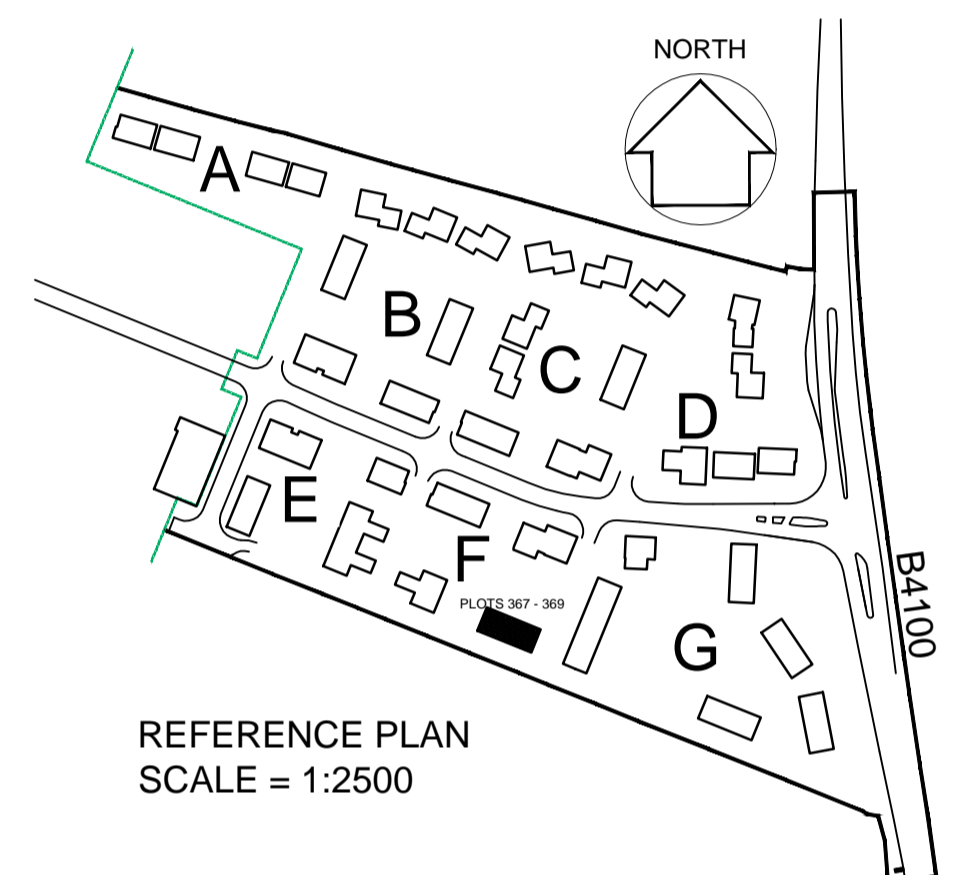 NORTH
A
B
C
D
E
F
PLOTS 367 - 369
G
B4100
REFERENCE PLAN
SCALE = 1:2500